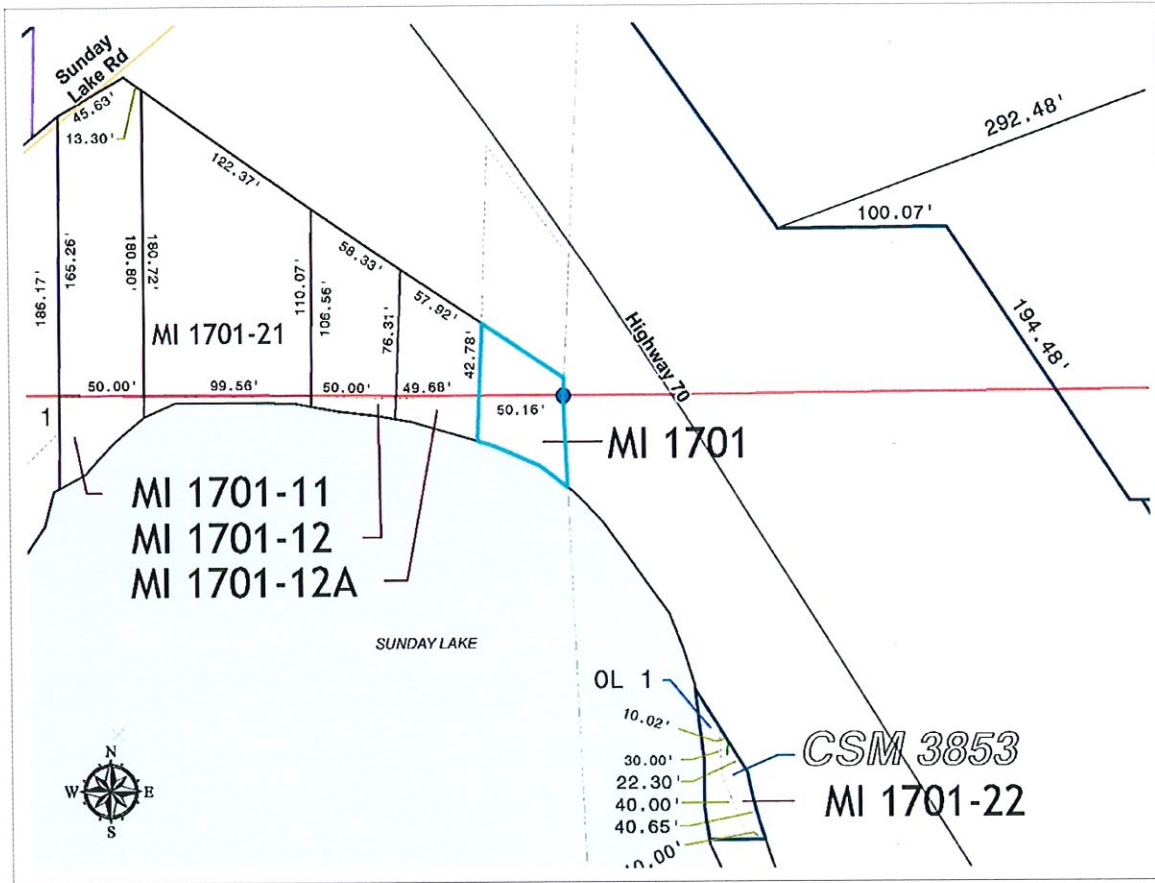 Sunday
Lake Rd
45.63'
13.30'
292.48'
122.37'
100.07'
186.17'
165.26'
180.80'
180.72'
110.07'
106.56'
58.33'
57.92'
76.31'
42.78'
MI 1701-21
Highway 70
194.48'
50.00'
99.56'
50.00'
49.68'
50.16'
1
MI 1701
MI 1701-11
MI 1701-12
MI 1701-12A
SUNDAY LAKE
OL 1
10.02'
30.00'
22.30'
40.00'
40.65'
CSM 3853
MI 1701-22
N
W
E
S